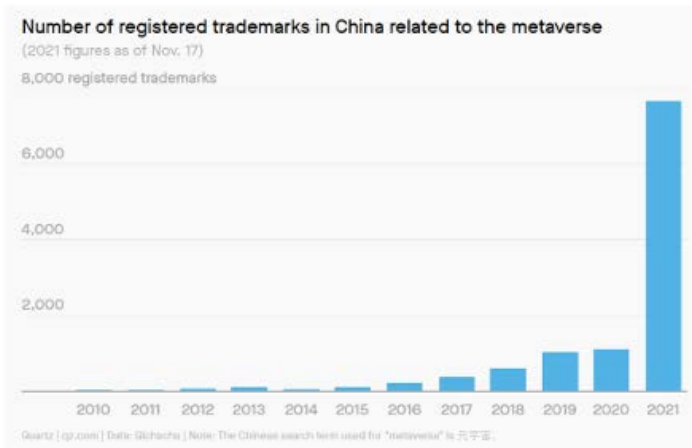 Number of registered trademarks in China related to the metaverse
(2021 figures as of Nov. 17)
8,000 registered trademarks
6,000
4,000
2,000
2010 2011 2012 2013 2014 2015 2016 2017 2018 2019 2020 2021
Quartz | qz.com | Data: Qichacha | Note: The Chinese search term used for "metaverse" is 元宇宙.